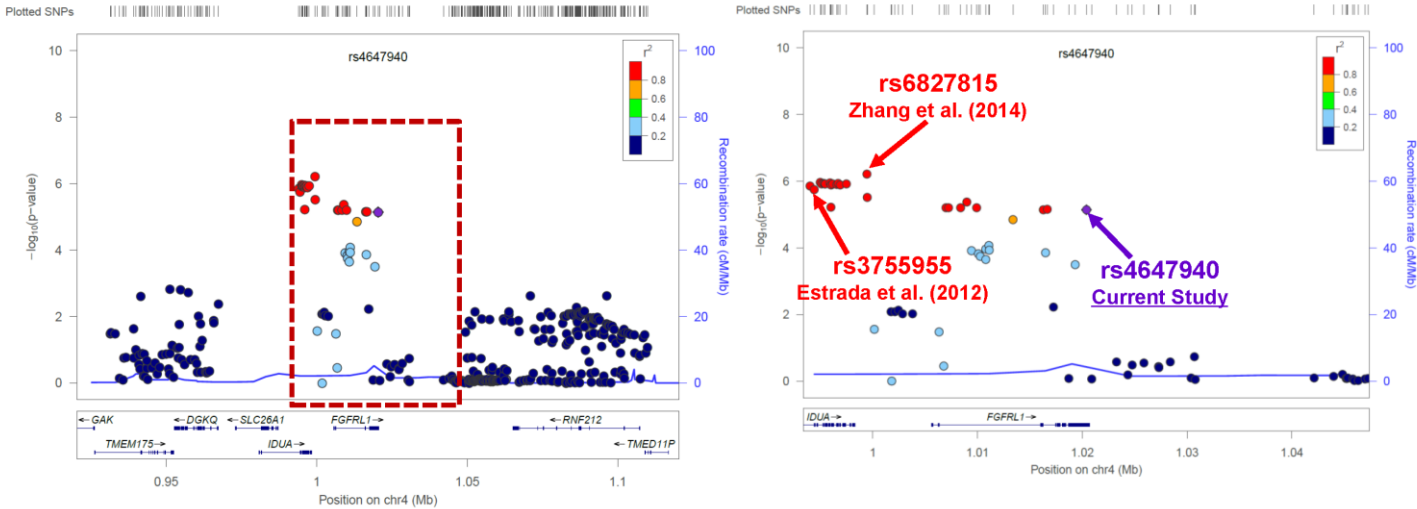 Plotted SNPs
10
8
6
4
2
0
−log₁₀(p−value)
rs4647940
r²
0.8
0.6
0.4
0.2
100
80
60
40
20
0
Recombination rate (cM/Mb)
←GAK
←DGKQ
←SLC26A1
FGFRL1→
←RNF212
TMEM175→
IDUA→
←TMED11P
0.95
1
1.05
1.1
Position on chr4 (Mb)
Plotted SNPs
10
8
6
4
2
0
−log₁₀(p−value)
rs4647940
r²
0.8
0.6
0.4
0.2
rs6827815
Zhang et al. (2014)
rs3755955
Estrada et al. (2012)
rs4647940
Current Study
100
80
60
40
20
0
Recombination rate (cM/Mb)
IDUA→
FGFRL1→
1
1.01
1.02
1.03
1.04
Position on chr4 (Mb)